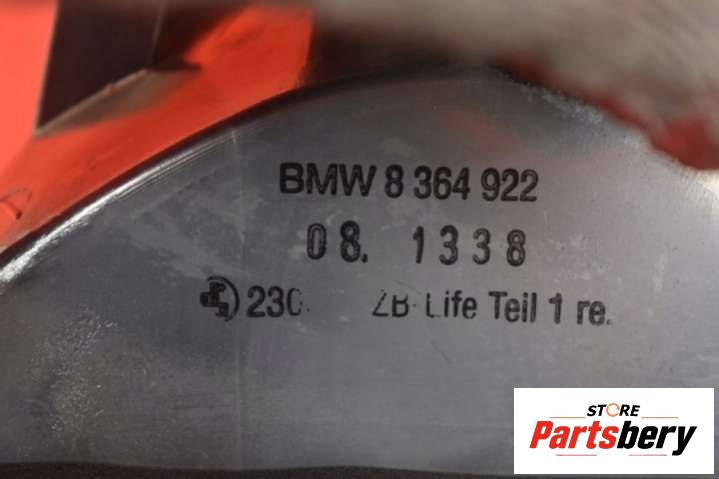 BMW 8 364 922
08. 1338
230 ZB Life Teil 1 re.
STORE
Partsbery